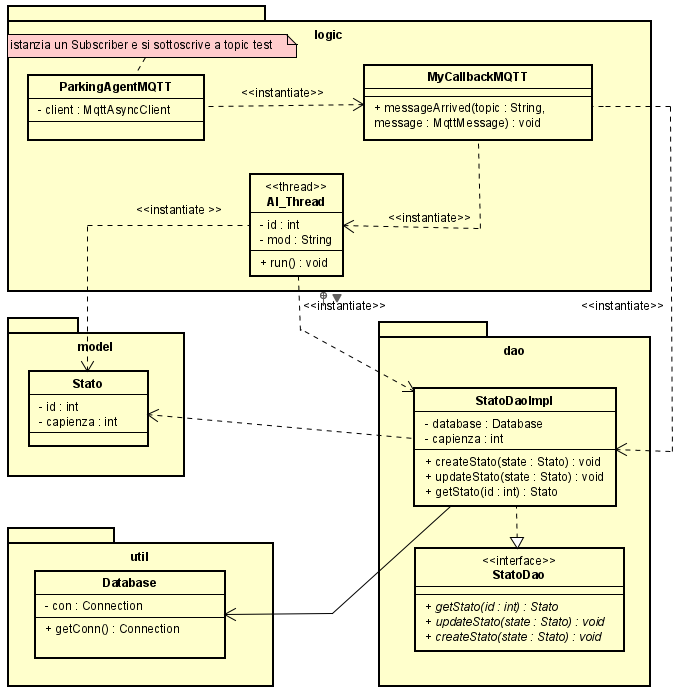 logic
istanzia un Subscriber e si sottoscrive a topic test
ParkingAgentMQTT
- client : MqttAsyncClient
<<instantiate>>
MyCallbackMQTT
+ messageArrived(topic : String,
message : MqttMessage) : void
<<thread>>
AI_Thread
- id : int
- mod : String
+ run() : void
<<instantiate>>
<<instantiate >>
<<instantiate>>
<<instantiate>>
model
Stato
- id : int
- capienza : int
dao
StatoDaoImpl
- database : Database
- capienza : int
+ createStato(state : Stato) : void
+ updateStato(state : Stato) : void
+ getStato(id : int) : Stato
<<interface>>
StatoDao
+ getStato(id : int) : Stato
+ updateStato(state : Stato) : void
+ createStato(state : Stato) : void
util
Database
- con : Connection
+ getConn() : Connection